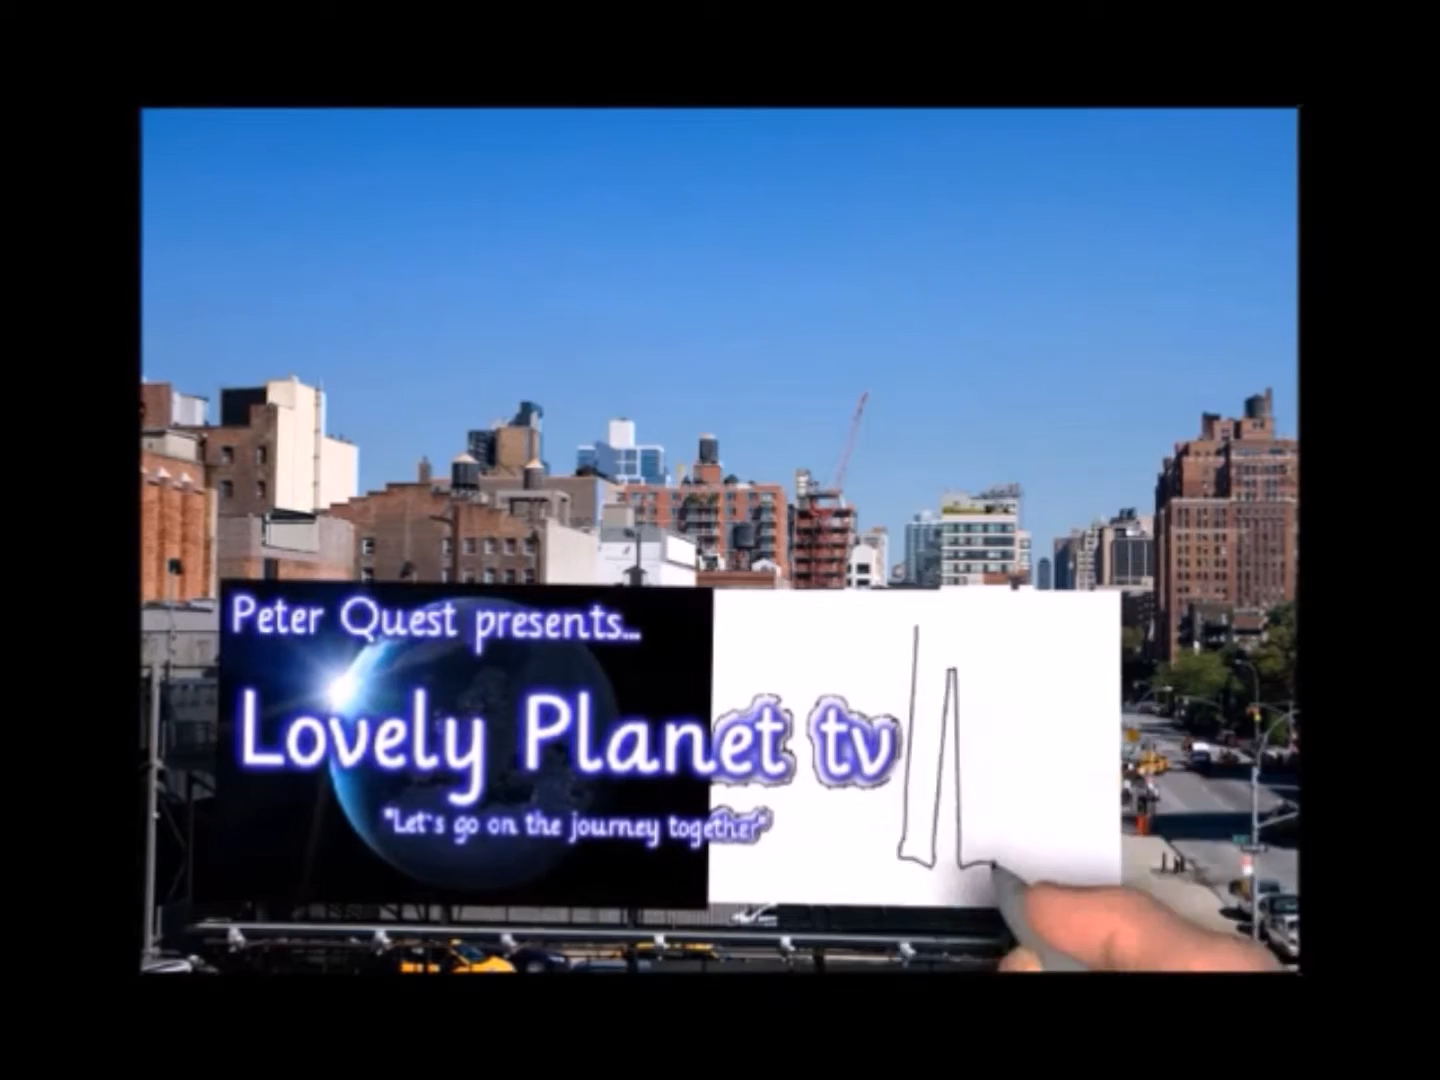 Peter Quest presents...
Lovely Planet tv
"Let's go on the journey together"